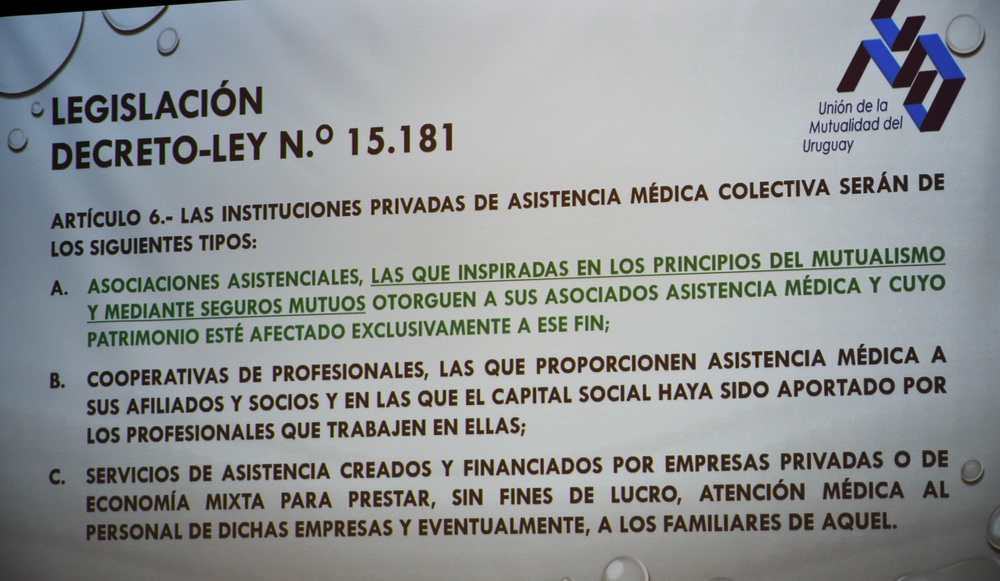 Unión de la
Mutualidad del
Uruguay
LEGISLACIÓN
DECRETO-LEY N.º 15.181
ARTÍCULO 6.- LAS INSTITUCIONES PRIVADAS DE ASISTENCIA MÉDICA COLECTIVA SERÁN DE
LOS SIGUIENTES TIPOS:
A. ASOCIACIONES ASISTENCIALES, LAS QUE INSPIRADAS EN LOS PRINCIPIOS DEL MUTUALISMO
Y MEDIANTE SEGUROS MUTUOS OTORGUEN A SUS ASOCIADOS ASISTENCIA MÉDICA Y CUYO
PATRIMONIO ESTÉ AFECTADO EXCLUSIVAMENTE A ESE FIN;
B. COOPERATIVAS DE PROFESIONALES, LAS QUE PROPORCIONEN ASISTENCIA MÉDICA A
SUS AFILIADOS Y SOCIOS Y EN LAS QUE EL CAPITAL SOCIAL HAYA SIDO APORTADO POR
LOS PROFESIONALES QUE TRABAJEN EN ELLAS;
C. SERVICIOS DE ASISTENCIA CREADOS Y FINANCIADOS POR EMPRESAS PRIVADAS O DE
ECONOMÍA MIXTA PARA PRESTAR, SIN FINES DE LUCRO, ATENCIÓN MÉDICA AL
PERSONAL DE DICHAS EMPRESAS Y EVENTUALMENTE, A LOS FAMILIARES DE AQUEL.